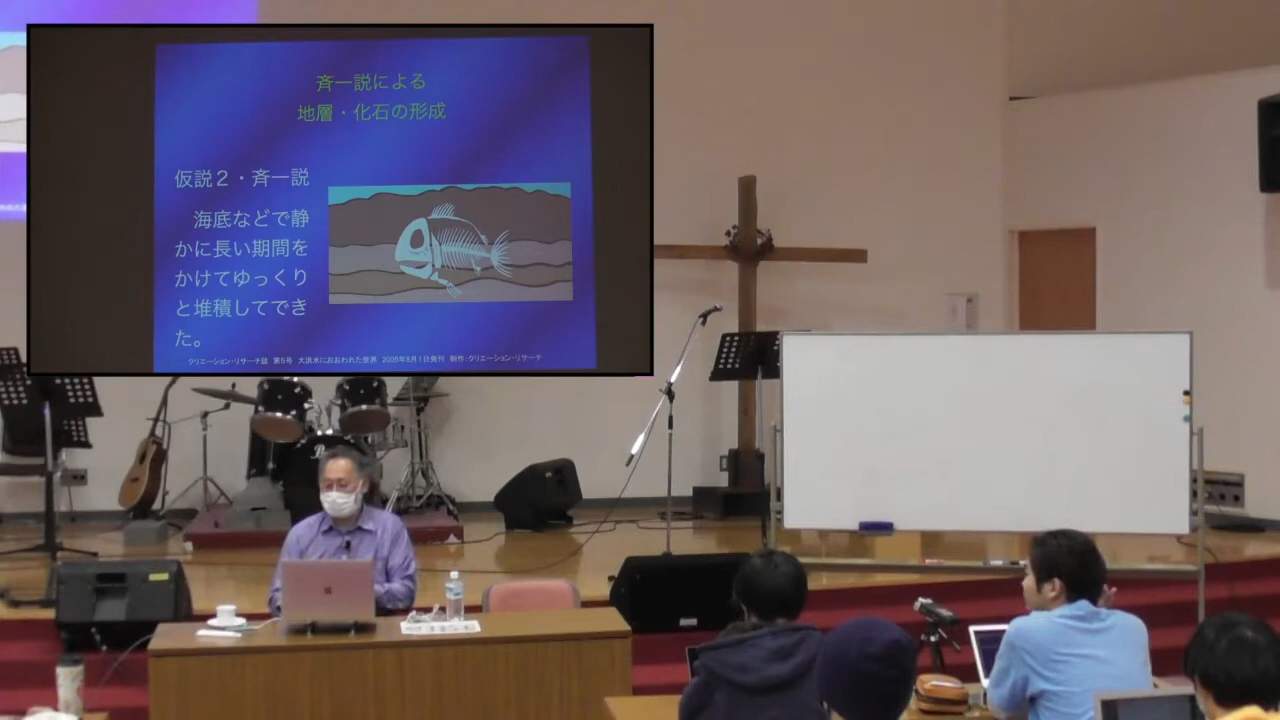 斉一説による
地層・化石の形成
仮説２・斉一説
海底などで静
かに長い期間を
かけてゆっくり
と堆積してでき
た。
クリエーション・リサーチ誌 第5号 大洪水におおわれた世界 2005年8月1日発刊 制作:クリエーション・リサーチ